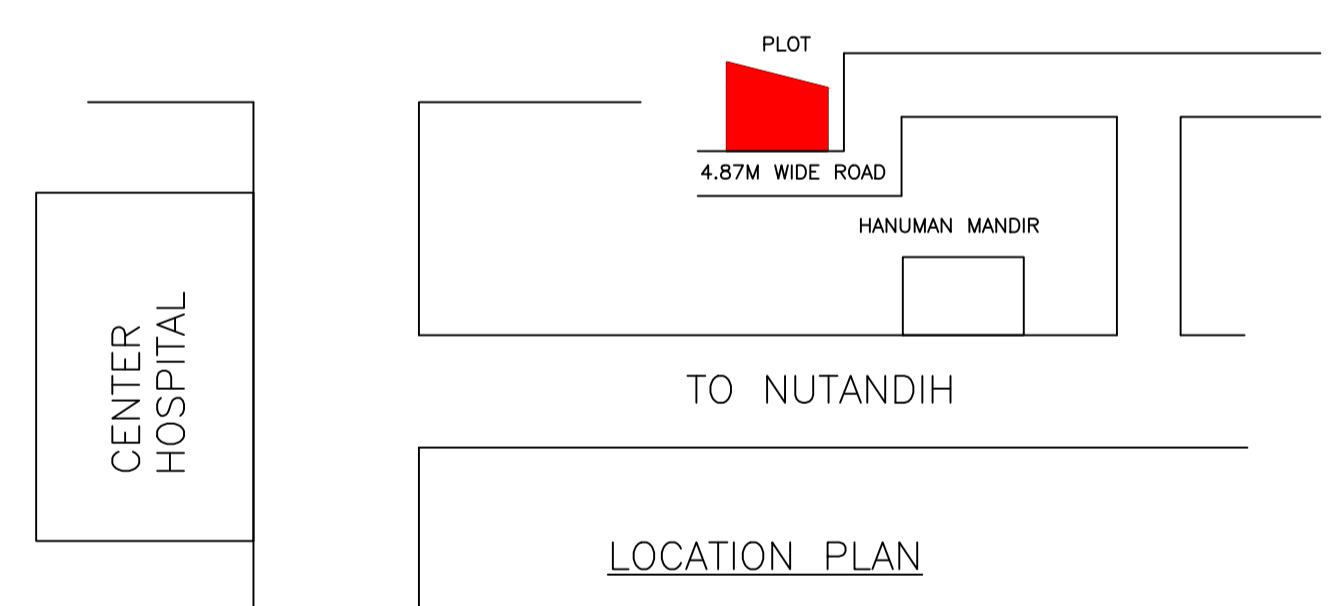 PLOT
4.87M WIDE ROAD
HANUMAN MANDIR
CENTER
HOSPITAL
TO NUTANDIH
LOCATION PLAN